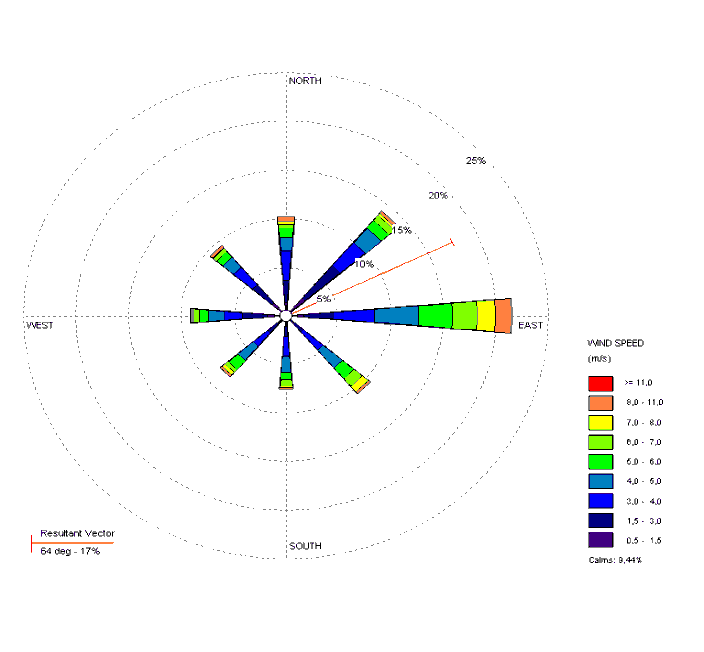 NORTH
25%
20%
15%
10%
5%
WEST
EAST
SOUTH
WIND SPEED
(m/s)
>= 11,0
8,0 - 11,0
7,0 - 8,0
6,0 - 7,0
5,0 - 6,0
4,0 - 5,0
3,0 - 4,0
1,5 - 3,0
0,5 - 1,5
Calms: 9,44%
Resultant Vector
64 deg - 17%